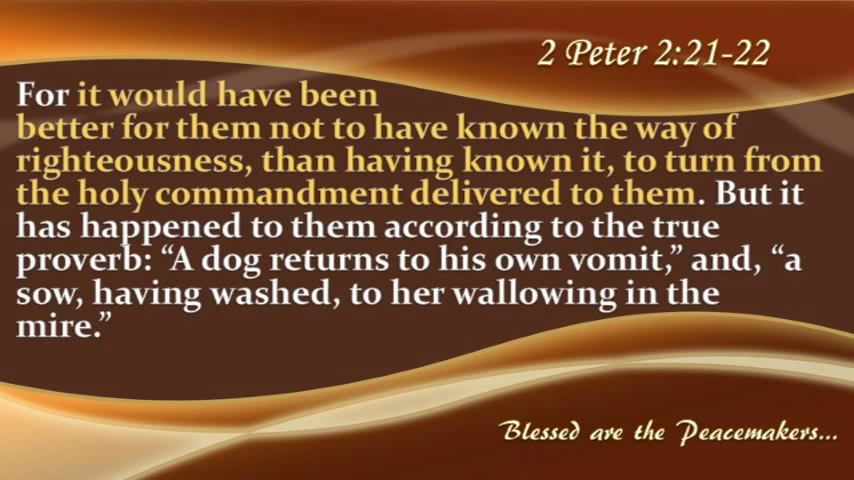 2 Peter 2:21-22
For it would have been
better for them not to have known the way of
righteousness, than having known it, to turn from
the holy commandment delivered to them. But it
has happened to them according to the true
proverb: “A dog returns to his own vomit,” and, “a
sow, having washed, to her wallowing in the
mire.”
Blessed are the Peacemakers...